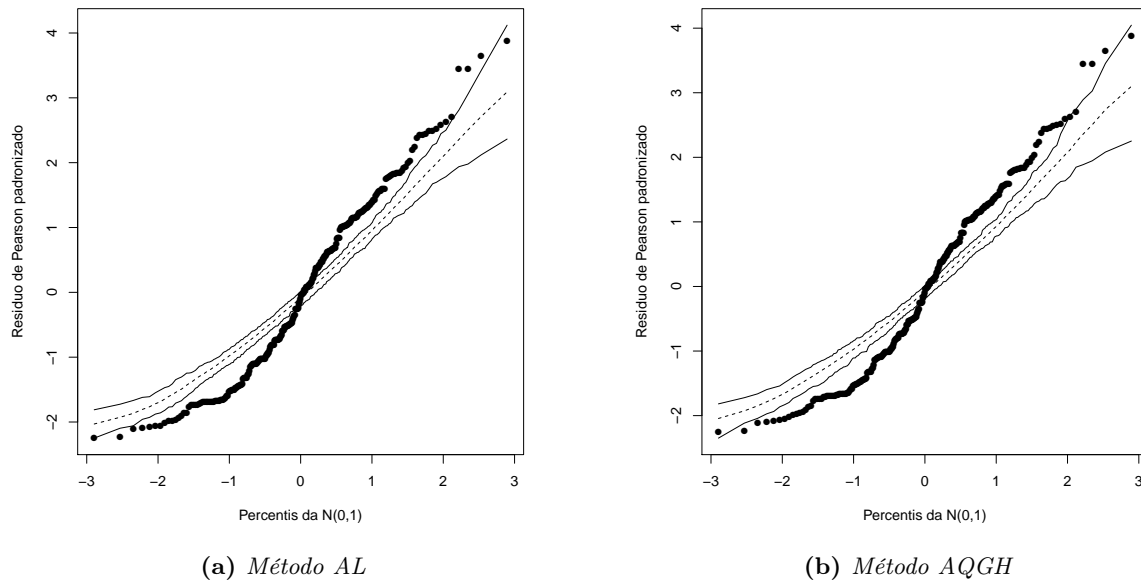 4
3
2
1
0
−1
−2
Resíduo de Pearson padronizado
−3 −2 −1 0 1 2 3
Percentis da N(0,1)
(a) Método AL
4
3
2
1
0
−1
−2
Resíduo de Pearson padronizado
−3 −2 −1 0 1 2 3
Percentis da N(0,1)
(b) Método AQGH